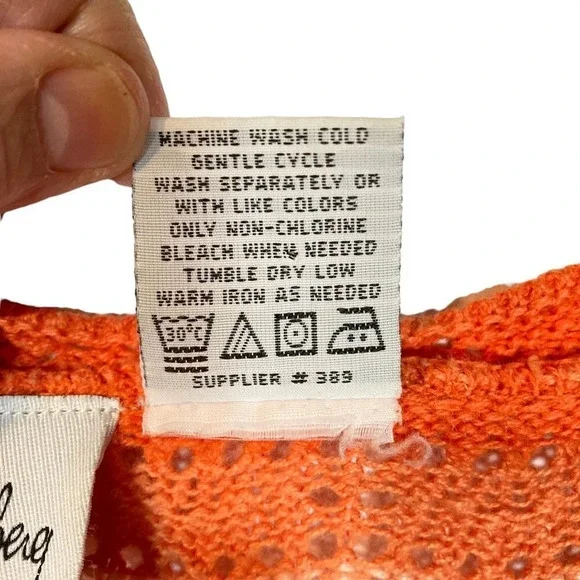 MACHINE WASH COLD
GENTLE CYCLE
WASH SEPARATELY OR
WITH LIKE COLORS
ONLY NON-CHLORINE
BLEACH WHEN NEEDED
TUMBLE DRY LOW
WARM IRON AS NEEDED
30°C
SUPPLIER # 389
berg